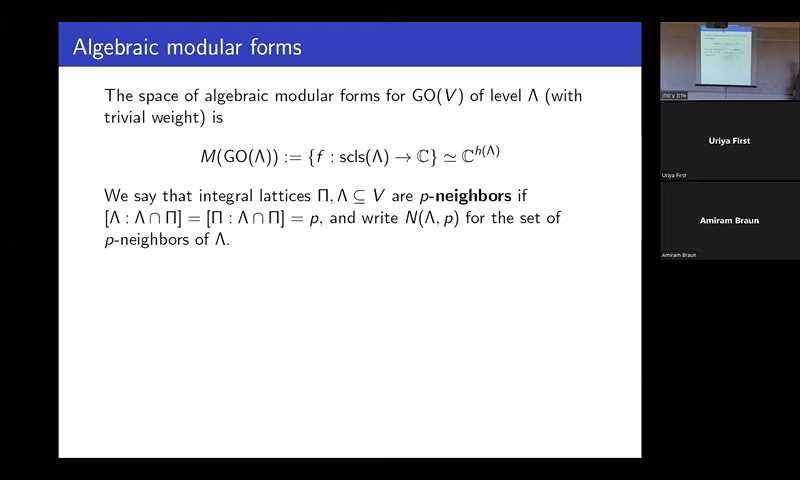 Algebraic modular forms
The space of algebraic modular forms for GO(V) of level Λ (with
trivial weight) is
M(GO(Λ)) := {f : scls(Λ) → ℂ} ≃ ℂ^{h(Λ)}
We say that integral lattices Π, Λ ⊆ V are p-neighbors if
[Λ : Λ ∩ Π] = [Π : Λ ∩ Π] = p, and write N(Λ, p) for the set of
p-neighbors of Λ.
Uriya First
Uriya First
Amiram Braun
Amiram Braun